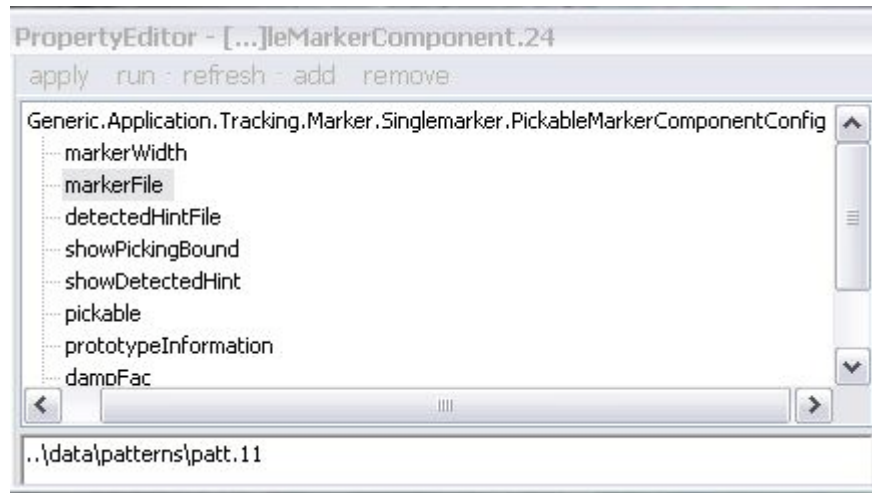 PropertyEditor - [...]leMarkerComponent.24
apply run refresh add remove
Generic.Application.Tracking.Marker.Singlemarker.PickableMarkerComponentConfig
markerWidth
markerFile
detectedHintFile
showPickingBound
showDetectedHint
pickable
prototypeInformation
dampFac
..\data\patterns\patt.11